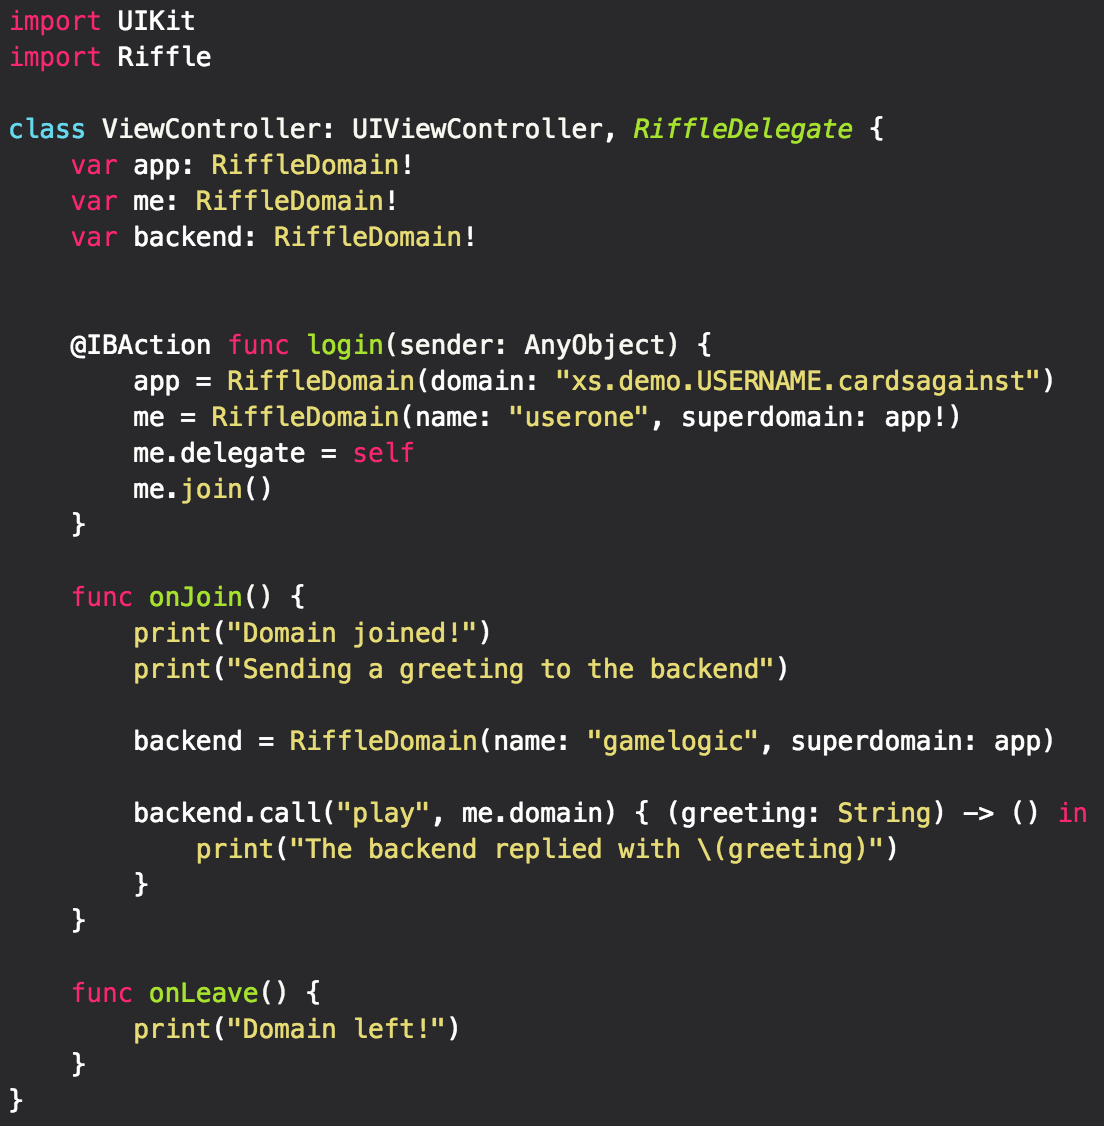 import UIKit
import Riffle

class ViewController: UIViewController, RiffleDelegate {
    var app: RiffleDomain!
    var me: RiffleDomain!
    var backend: RiffleDomain!


    @IBAction func login(sender: AnyObject) {
        app = RiffleDomain(domain: "xs.demo.USERNAME.cardsagainst")
        me = RiffleDomain(name: "userone", superdomain: app!)
        me.delegate = self
        me.join()
    }

    func onJoin() {
        print("Domain joined!")
        print("Sending a greeting to the backend")

        backend = RiffleDomain(name: "gamelogic", superdomain: app)

        backend.call("play", me.domain) { (greeting: String) -> () in
            print("The backend replied with \(greeting)")
        }
    }

    func onLeave() {
        print("Domain left!")
    }
}